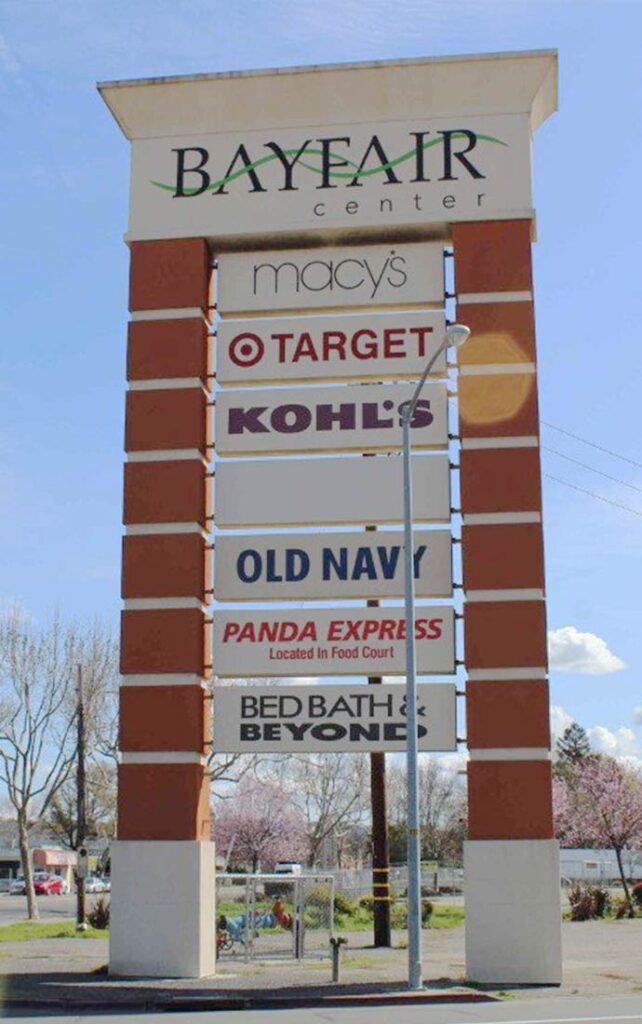 BAYFAIR
center
macy's
TARGET
KOHL'S
OLD NAVY
PANDA EXPRESS
Located In Food Court
BED BATH &
BEYOND